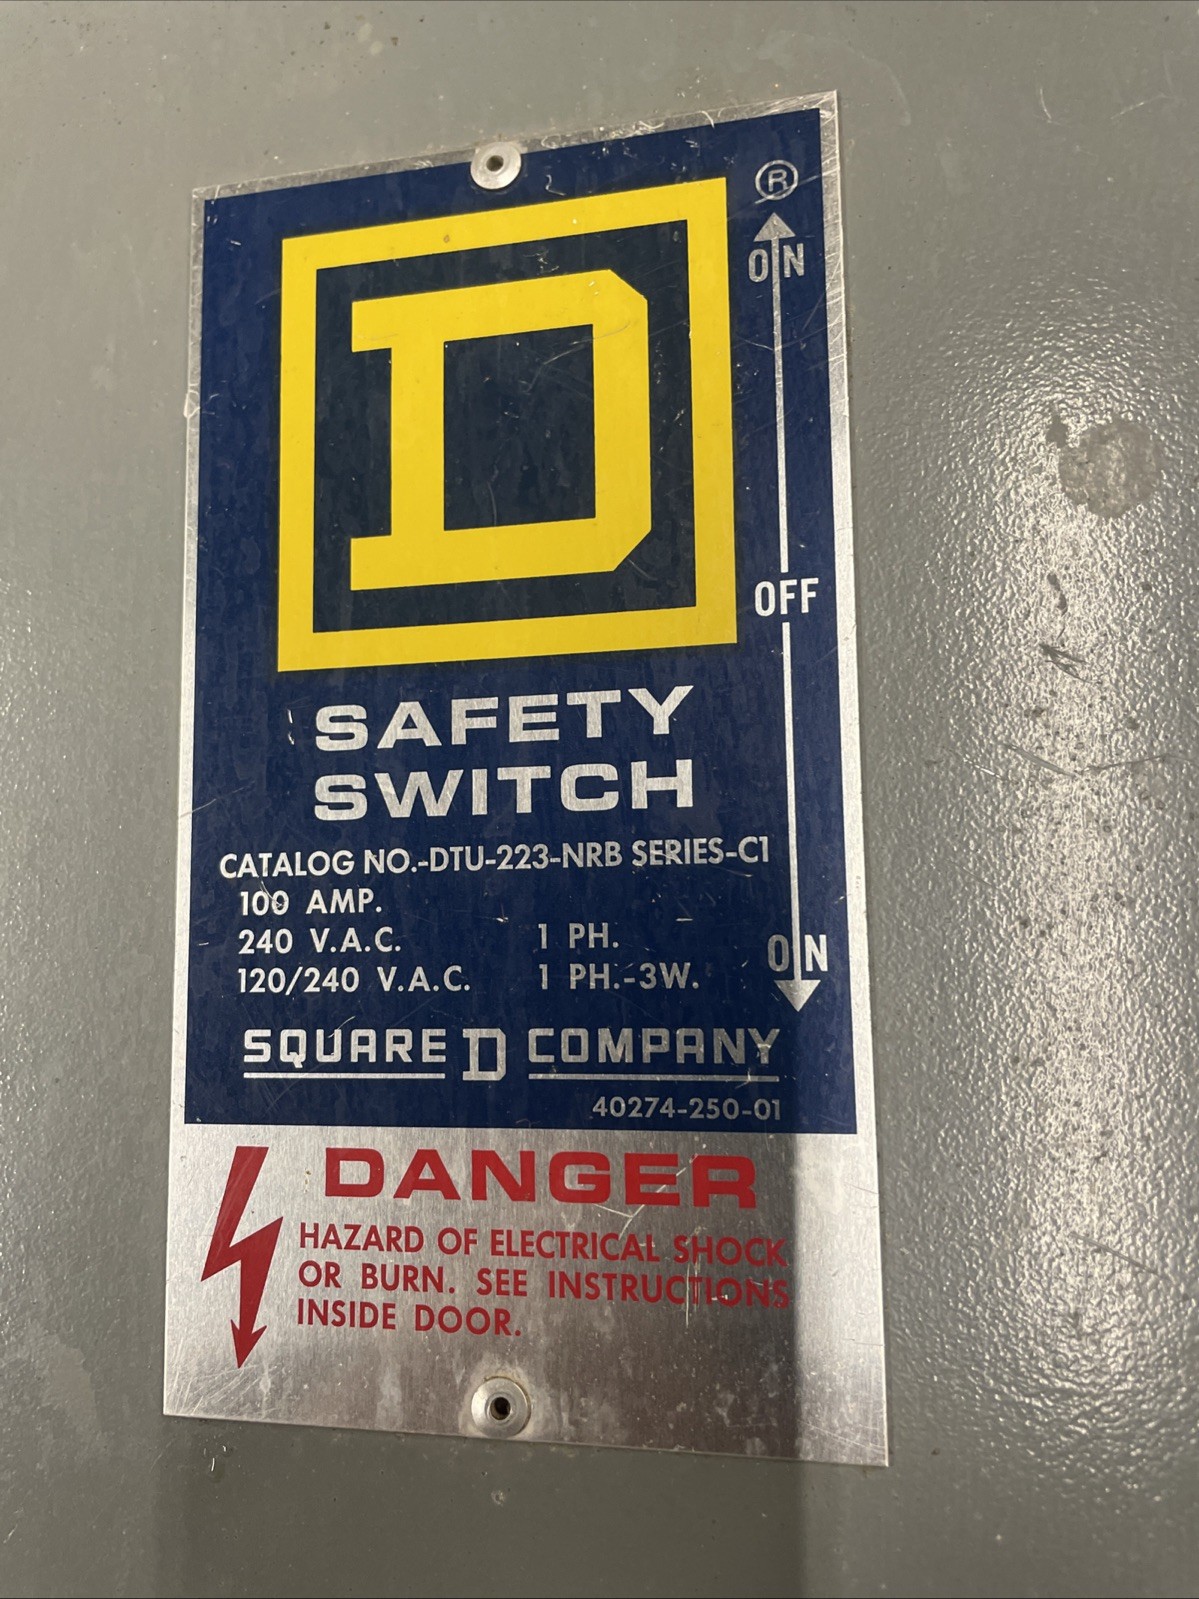 ®
ON
D
OFF
SAFETY
SWITCH
CATALOG NO.-DTU-223-NRB SERIES-C1
100 AMP.
240 V.A.C. 1 PH.
120/240 V.A.C. 1 PH.-3W.
ON
SQUARE D COMPANY
40274-250-01
DANGER
HAZARD OF ELECTRICAL SHOCK
OR BURN. SEE INSTRUCTIONS
INSIDE DOOR.